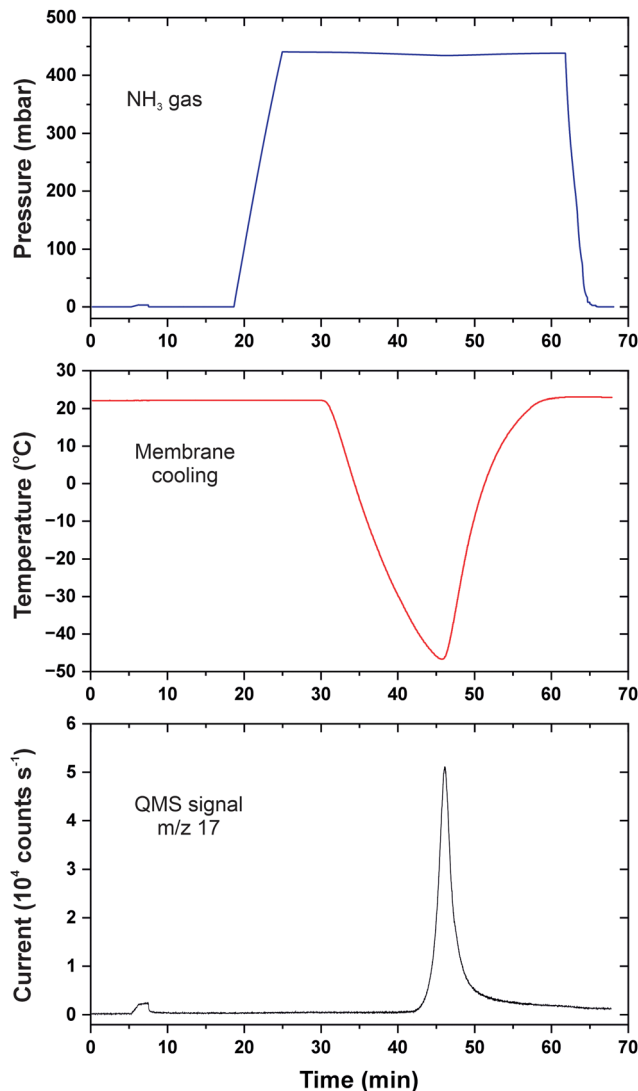 500
400
300
200
100
0
Pressure (mbar)
NH₃ gas
0 10 20 30 40 50 60 70
30
20
10
0
−10
−20
−30
−40
−50
Temperature (°C)
Membrane
cooling
0 10 20 30 40 50 60 70
6
5
4
3
2
1
0
Current (10⁴ counts s⁻¹)
QMS signal
m/z 17
0 10 20 30 40 50 60 70
Time (min)